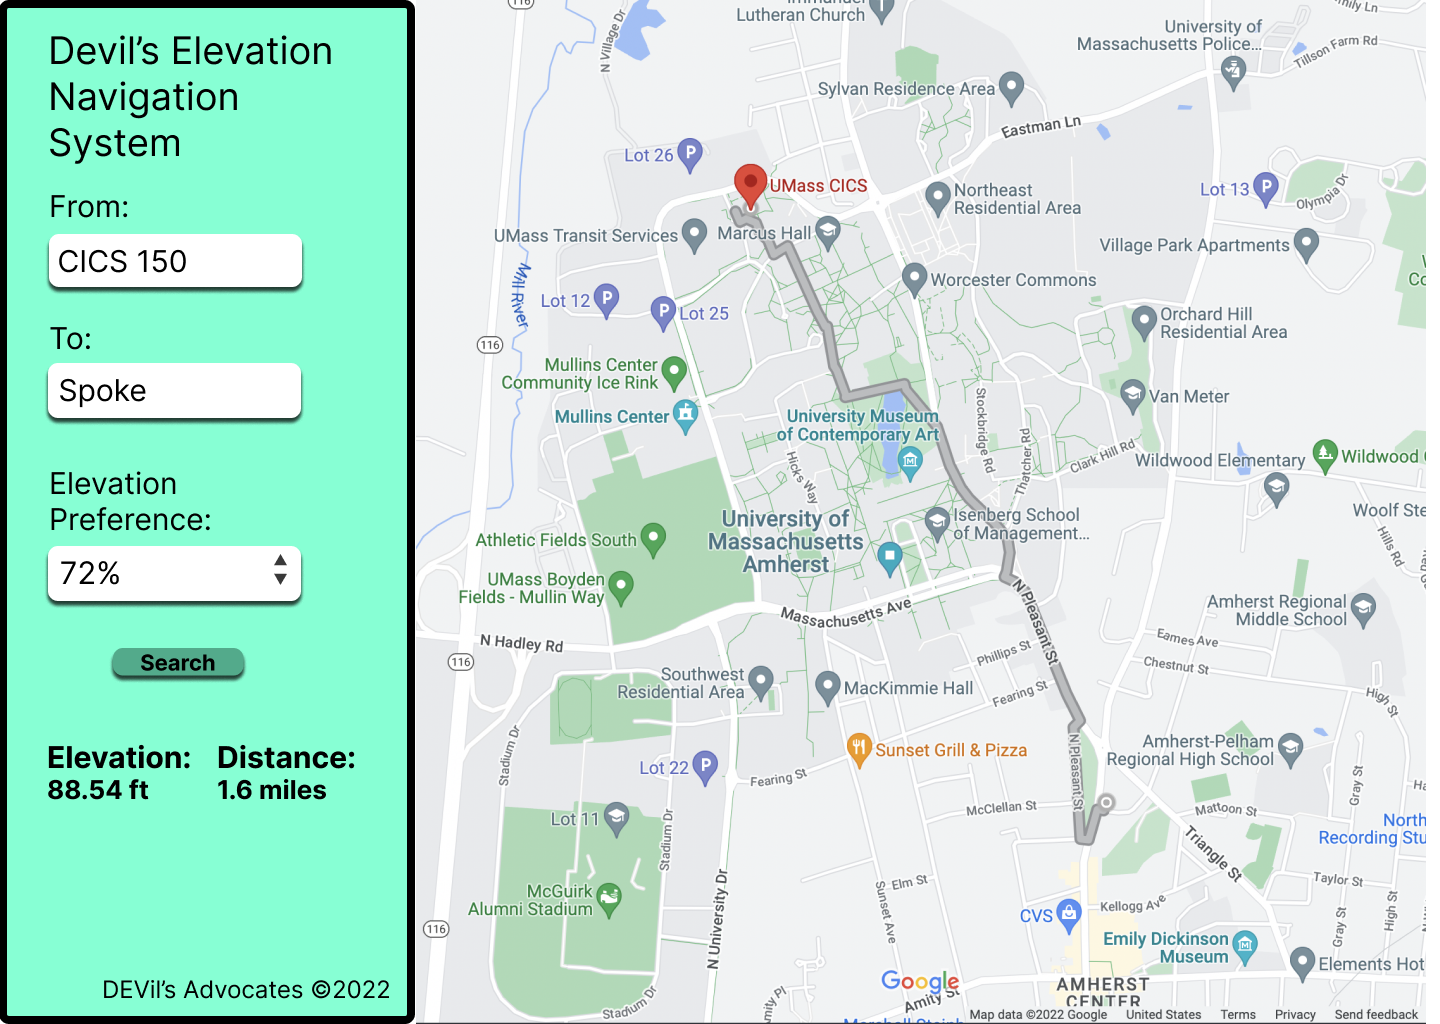 Devil's Elevation
Navigation
System
From:
CICS 150
To:
Spoke
Elevation
Preference:
72%
Search
Elevation: Distance:
88.54 ft 1.6 miles
DEVil's Advocates ©2022
116
N Village Dr
Lutheran Church
University of
Massachusetts Police...
Tillson Farm Rd
Sylvan Residence Area
Eastman Ln
Lot 26
UMass CICS
Northeast
Residential Area
Lot 13
Olympia Dr
UMass Transit Services
Marcus Hall
Village Park Apartments
Mill River
Worcester Commons
Lot 12
Lot 25
Orchard Hill
Residential Area
116
Mullins Center
Community Ice Rink
Mullins Center
Van Meter
University Museum
of Contemporary Art
Stockbridge Rd
Thatcher Rd
Clark Hill Rd
Wildwood Elementary
Wildwood
Hicks Way
University of
Massachusetts
Amherst
Isenberg School
of Management...
Woolf
Hills Rd
Athletic Fields South
UMass Boyden
Fields - Mullin Way
Massachusetts Ave
N Pleasant St
Amherst Regional
Middle School
N Hadley Rd
116
Eames Ave
Chestnut St
Phillips St
Fearing St
Southwest
Residential Area
MacKimmie Hall
High St
Stadium Dr
Sunset Grill & Pizza
N Pleasant St
Amherst-Pelham
Regional High School
Lot 22
Fearing St
Gray St
McClellan St
Mattoon St
Lot 11
Stadium Dr
North
Recording
Triangle St
McGuirk
Alumni Stadium
N University Dr
Sunset Ave
Elm St
Taylor St
Kellogg Ave
Gray St
High St
CVS
116
Emily Dickinson
Museum
Elements
Google
AMHERST
CENTER
Amity St
Stadium Dr
Map data ©2022 Google United States Terms Privacy Send feedback